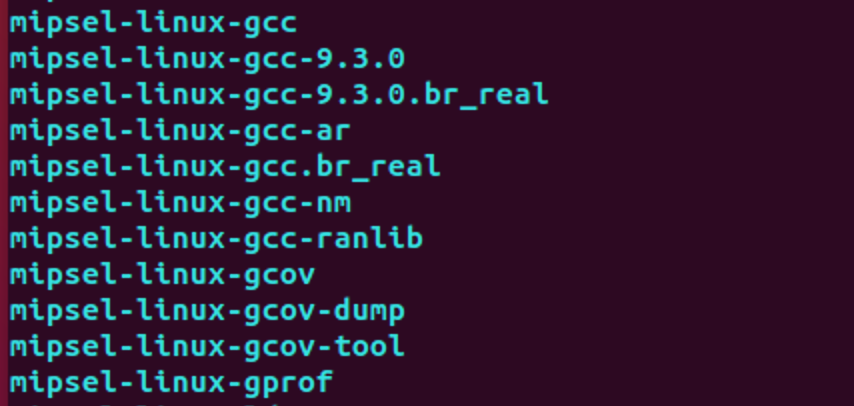 mipsel-linux-gcc
mipsel-linux-gcc-9.3.0
mipsel-linux-gcc-9.3.0.br_real
mipsel-linux-gcc-ar
mipsel-linux-gcc.br_real
mipsel-linux-gcc-nm
mipsel-linux-gcc-ranlib
mipsel-linux-gcov
mipsel-linux-gcov-dump
mipsel-linux-gcov-tool
mipsel-linux-gprof